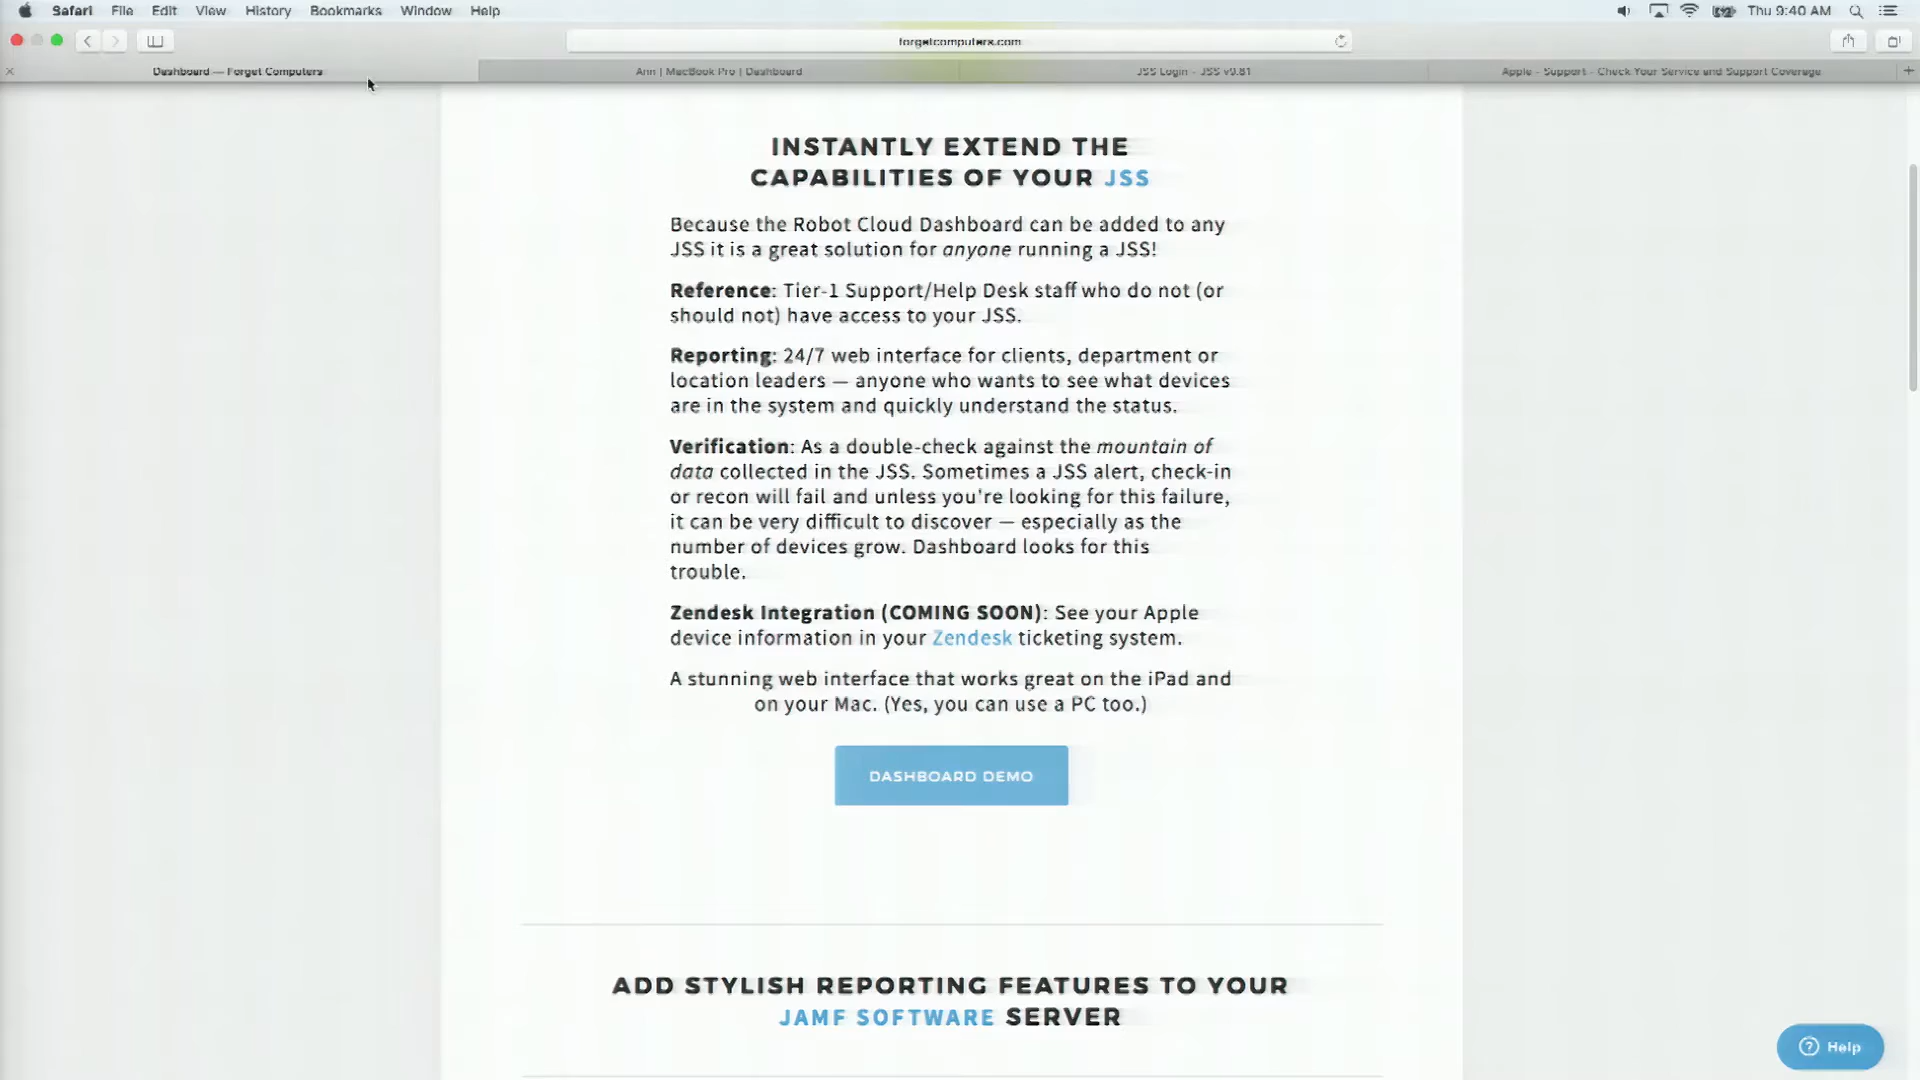 Safari File Edit View History Bookmarks Window Help Thu 9:40 AM
forgetcomputers.com
Dashboard — Forget Computers Ann | MacBook Pro | Dashboard JSS Login - JSS v9.81 Apple - Support - Check Your Service and Support Coverage
INSTANTLY EXTEND THE
CAPABILITIES OF YOUR JSS
Because the Robot Cloud Dashboard can be added to any
JSS it is a great solution for anyone running a JSS!
Reference: Tier-1 Support/Help Desk staff who do not (or
should not) have access to your JSS.
Reporting: 24/7 web interface for clients, department or
location leaders — anyone who wants to see what devices
are in the system and quickly understand the status.
Verification: As a double-check against the mountain of
data collected in the JSS. Sometimes a JSS alert, check-in
or recon will fail and unless you're looking for this failure,
it can be very difficult to discover — especially as the
number of devices grow. Dashboard looks for this
trouble.
Zendesk Integration (COMING SOON): See your Apple
device information in your Zendesk ticketing system.
A stunning web interface that works great on the iPad and
on your Mac. (Yes, you can use a PC too.)
DASHBOARD DEMO
ADD STYLISH REPORTING FEATURES TO YOUR
JAMF SOFTWARE SERVER
Help